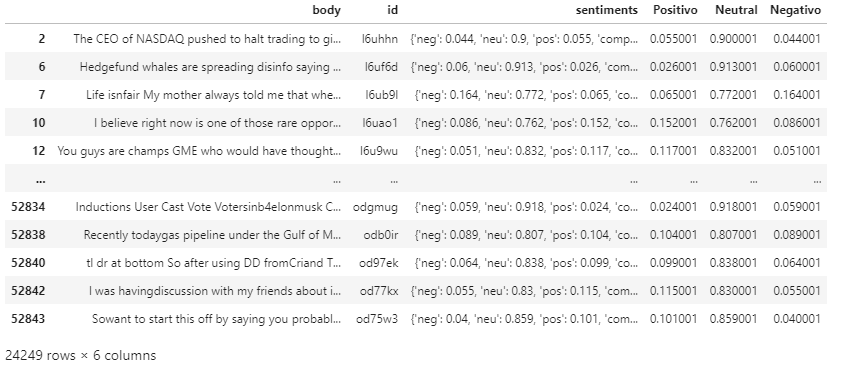 body id sentiments Positivo Neutral Negativo
2 The CEO of NASDAQ pushed to halt trading to gi... l6uhhn {'neg': 0.044, 'neu': 0.9, 'pos': 0.055, 'comp... 0.055001 0.900001 0.044001
6 Hedgefund whales are spreading disinfo saying ... l6uf6d {'neg': 0.06, 'neu': 0.913, 'pos': 0.026, 'com... 0.026001 0.913001 0.060001
7 Life isnfair My mother always told me that whe... l6ub9l {'neg': 0.164, 'neu': 0.772, 'pos': 0.065, 'co... 0.065001 0.772001 0.164001
10 I believe right now is one of those rare oppor... l6uao1 {'neg': 0.086, 'neu': 0.762, 'pos': 0.152, 'co... 0.152001 0.762001 0.086001
12 You guys are champs GME who would have thought... l6u9wu {'neg': 0.051, 'neu': 0.832, 'pos': 0.117, 'co... 0.117001 0.832001 0.051001
... ... ... ... ... ... ...
52834 Inductions User Cast Vote Votersinb4elonmusk C... odgmug {'neg': 0.059, 'neu': 0.918, 'pos': 0.024, 'co... 0.024001 0.918001 0.059001
52838 Recently todaygas pipeline under the Gulf of M... odb0ir {'neg': 0.089, 'neu': 0.807, 'pos': 0.104, 'co... 0.104001 0.807001 0.089001
52840 tl dr at bottom So after using DD fromCriand T... od97ek {'neg': 0.064, 'neu': 0.838, 'pos': 0.099, 'co... 0.099001 0.838001 0.064001
52842 I was havingdiscussion with my friends about i... od77kx {'neg': 0.055, 'neu': 0.83, 'pos': 0.115, 'com... 0.115001 0.830001 0.055001
52843 Sowant to start this off by saying you probabl... od75w3 {'neg': 0.04, 'neu': 0.859, 'pos': 0.101, 'com... 0.101001 0.859001 0.040001
24249 rows × 6 columns